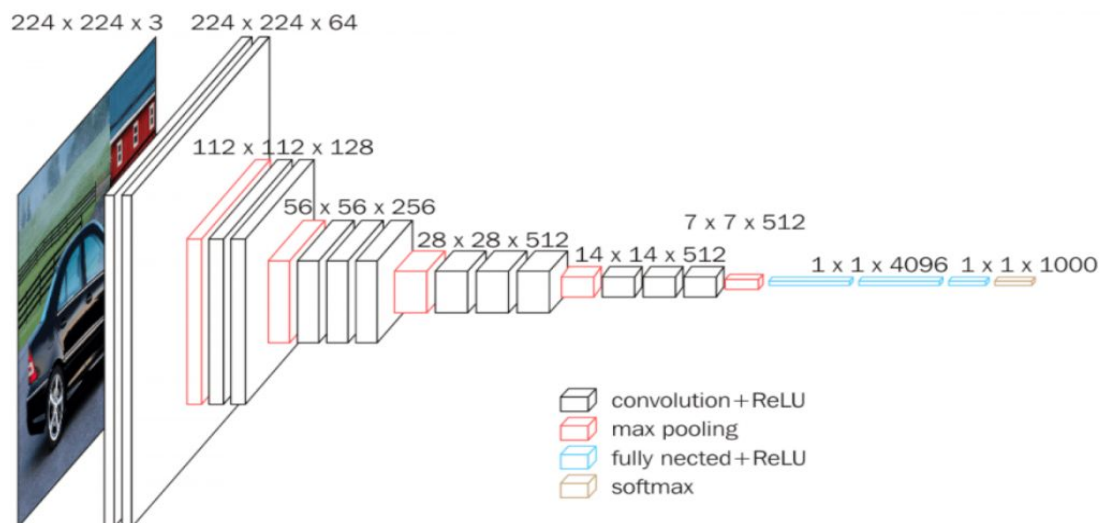 224 x 224 x 3
224 x 224 x 64
112 x 112 x 128
56 x 56 x 256
28 x 28 x 512
14 x 14 x 512
7 x 7 x 512
1 x 1 x 4096
1 x 1 x 1000
convolution+ReLU
max pooling
fully nected+ReLU
softmax